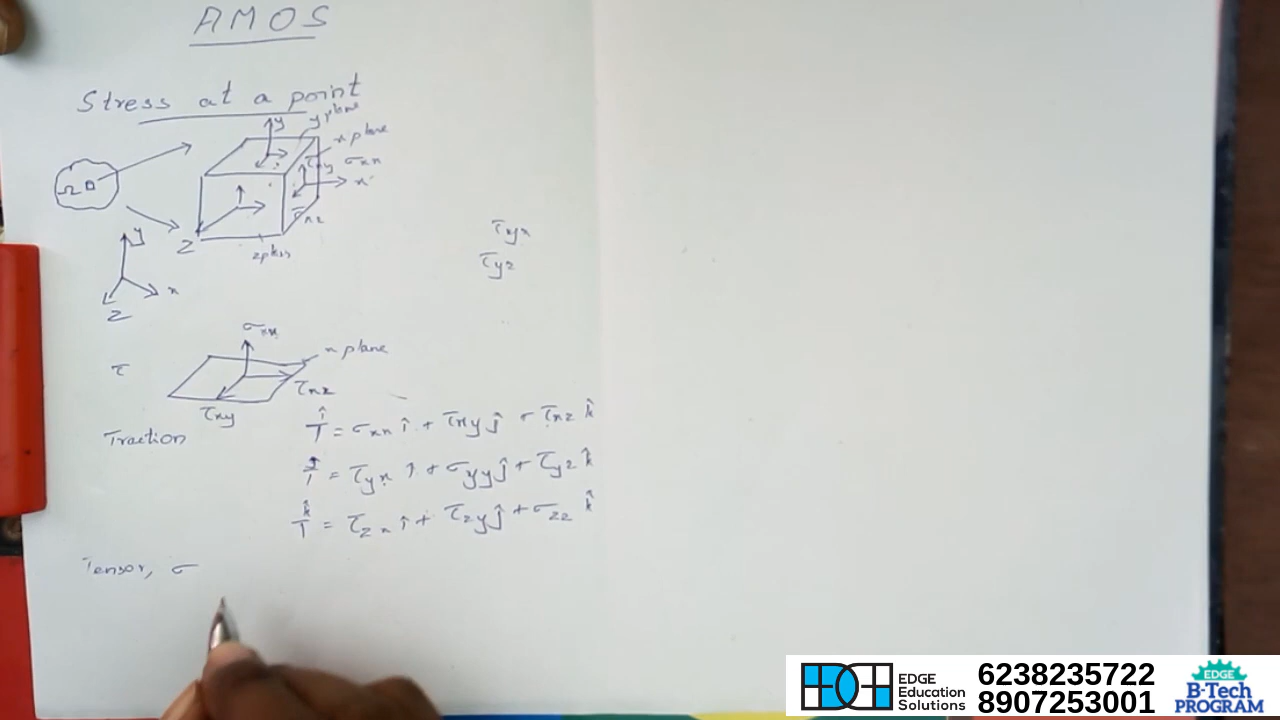 AMOS
Stress at a point
y
y plane
x plane
τxy σxx
x
τxz
z
z plane
y
x
z
τyx
τyz
σxx
x plane
τ
τxz
τxy
Traction
T^î = σxx î + τxy ĵ + τxz k̂
T^ĵ = τyx î + σyy ĵ + τyz k̂
T^k̂ = τzx î + τzy ĵ + σzz k̂
Tensor, σ
EDGE
Education
Solutions
6238235722
8907253001
EDGE
B-Tech
PROGRAM